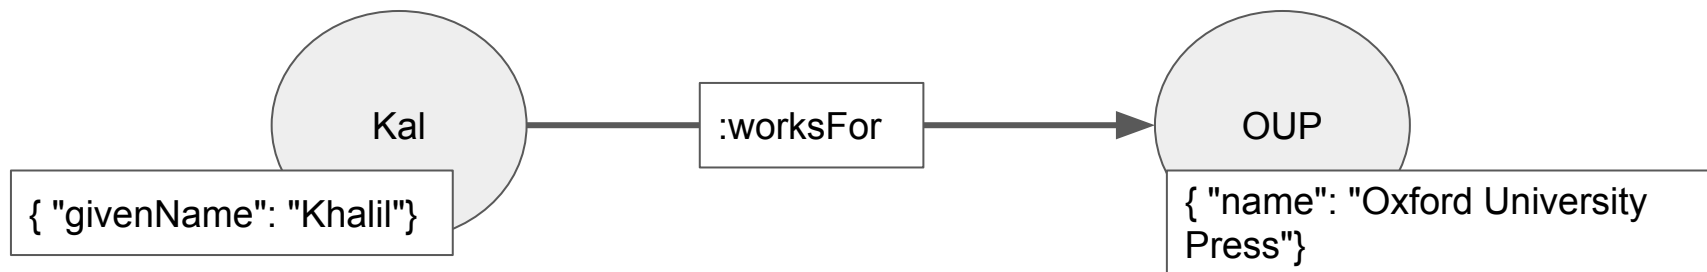 Kal
:worksFor
OUP
{ "givenName": "Khalil"}
{ "name": "Oxford University
Press"}